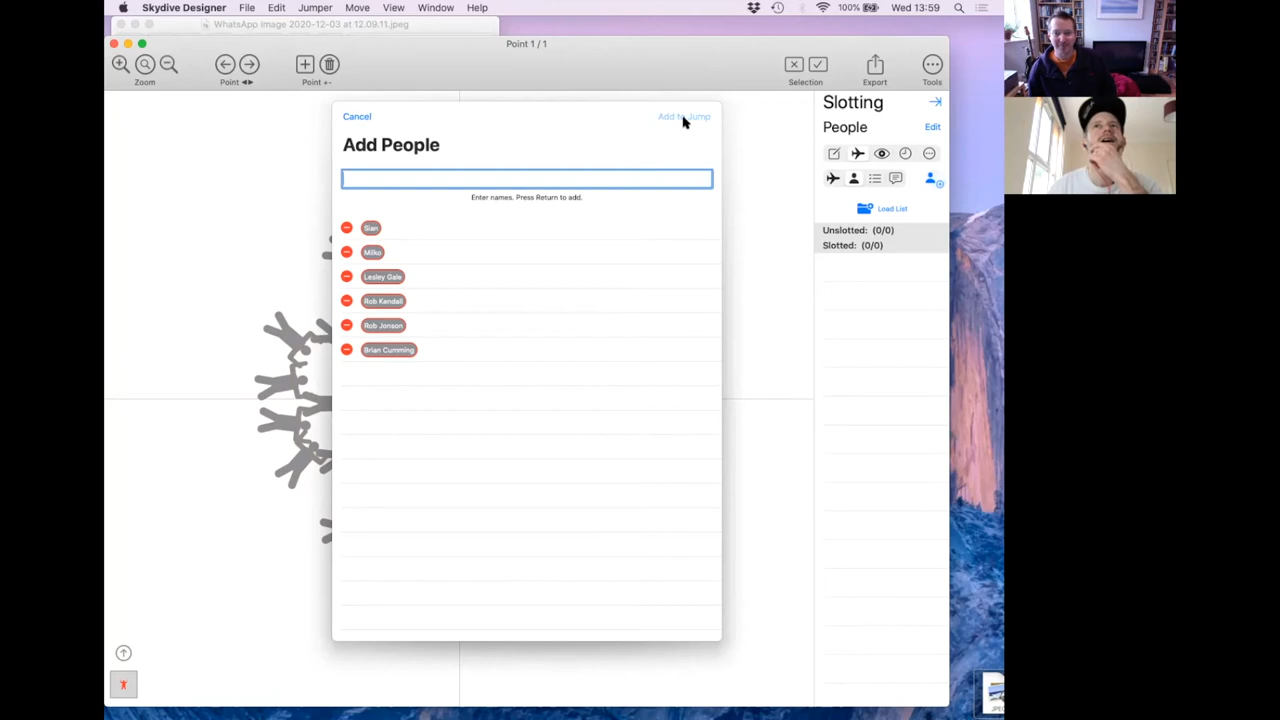 Skydive Designer File Edit Jumper Move View Window Help 100% Wed 13:59
WhatsApp Image 2020-12-03 at 12.09.11.jpeg
Point 1 / 1
Zoom Point Point +- Selection Export Tools
Cancel Add to Jump
Add People
Enter names. Press Return to add.
Sian
Milko
Lesley Gale
Rob Kendall
Rob Jonson
Brian Cumming
Slotting
People Edit
Load List
Unslotted: (0/0)
Slotted: (0/0)
JPEG